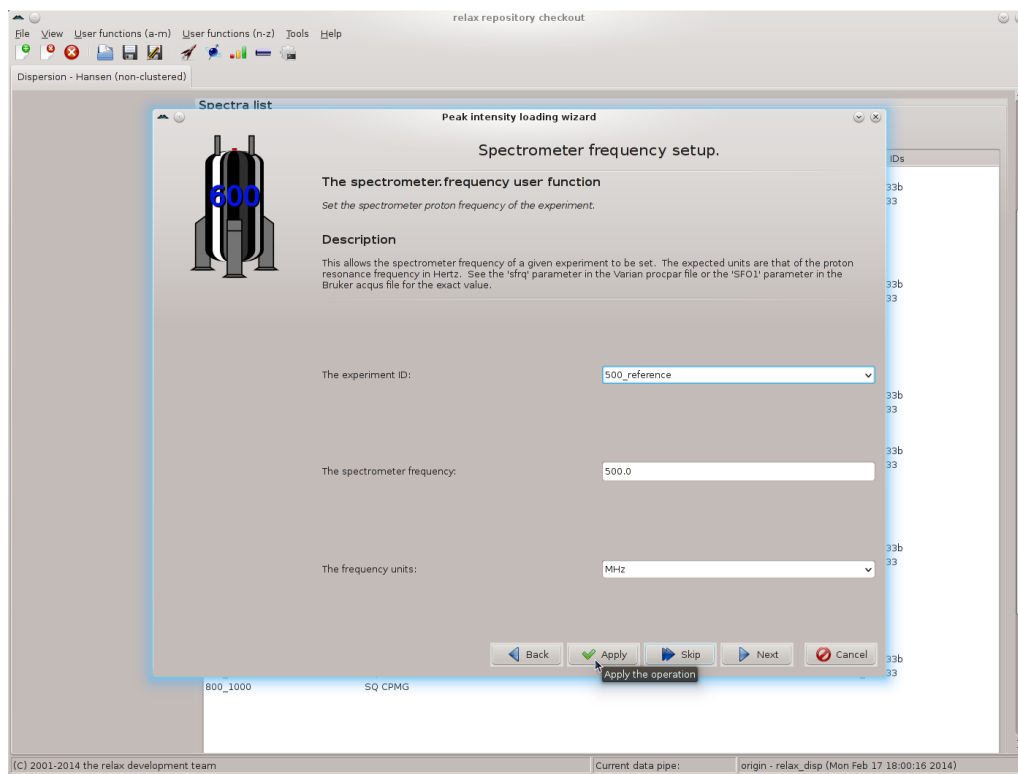 relax repository checkout
File View User functions (a-m) User functions (n-z) Tools Help
Dispersion - Hansen (non-clustered)
Spectra list
Peak intensity loading wizard
Spectrometer frequency setup.
600
The spectrometer.frequency user function
Set the spectrometer proton frequency of the experiment.
Description
This allows the spectrometer frequency of a given experiment to be set. The expected units are that of the proton
resonance frequency in Hertz. See the 'sfrq' parameter in the Varian procpar file or the 'SFO1' parameter in the
Bruker acqus file for the exact value.
IDs
33b
33
33b
33
The experiment ID: 500_reference
33b
33
33b
33
The spectrometer frequency: 500.0
33b
33
The frequency units: MHz
Back Apply Skip Next Cancel
33b
Apply the operation
33
800_1000 SQ CPMG
(C) 2001-2014 the relax development team Current data pipe: origin - relax_disp (Mon Feb 17 18:00:16 2014)